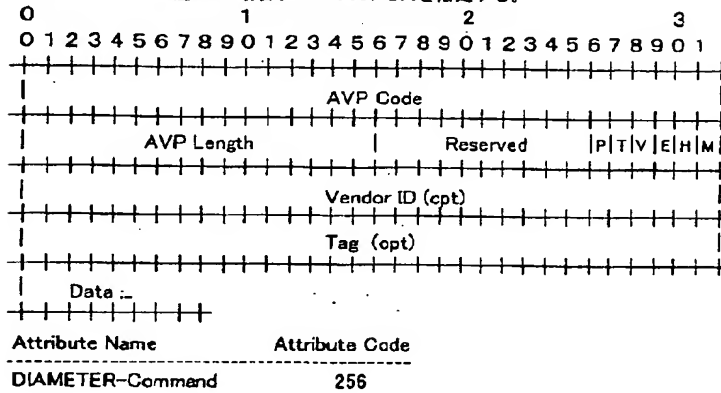 0 1 2 3
0 0 1 2 3 4 5 6 7 8 9 0 1 2 3 4 5 6 7 8 9 0 1 2 3 4 5 6 7 8 9 0 1
AVP Code
AVP Length | Reserved |P|T|V|E|H|M
Vendor ID (cpt)
Tag (opt)
Data :..
Attribute Name Attribute Code
DIAMETER-Command 256